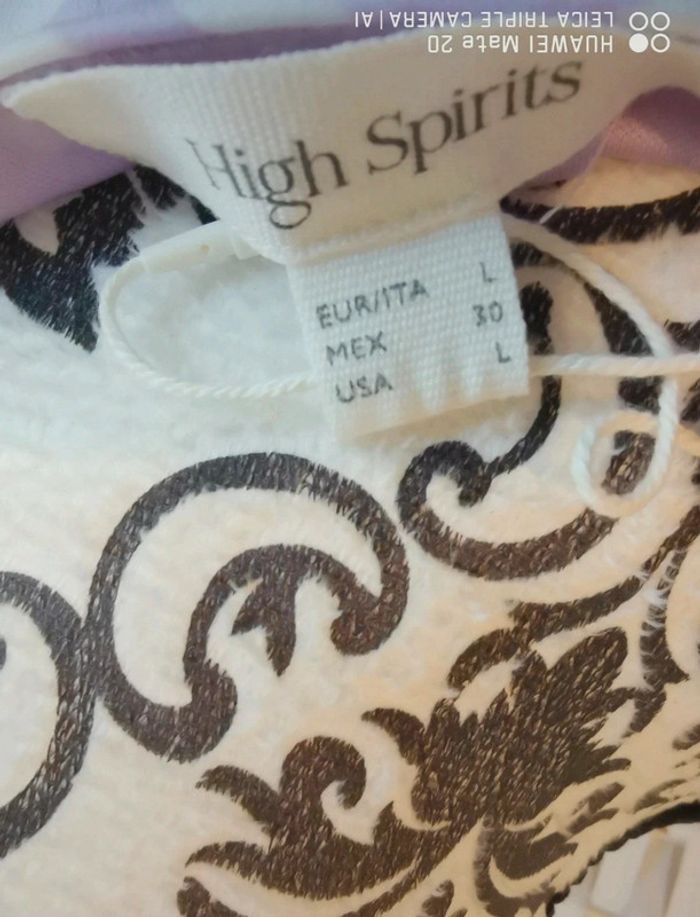 High Spirits
EUR/ITA L
MEX 30
USA L
HUAWEI Mate 20
LEICA TRIPLE CAMERA | AI